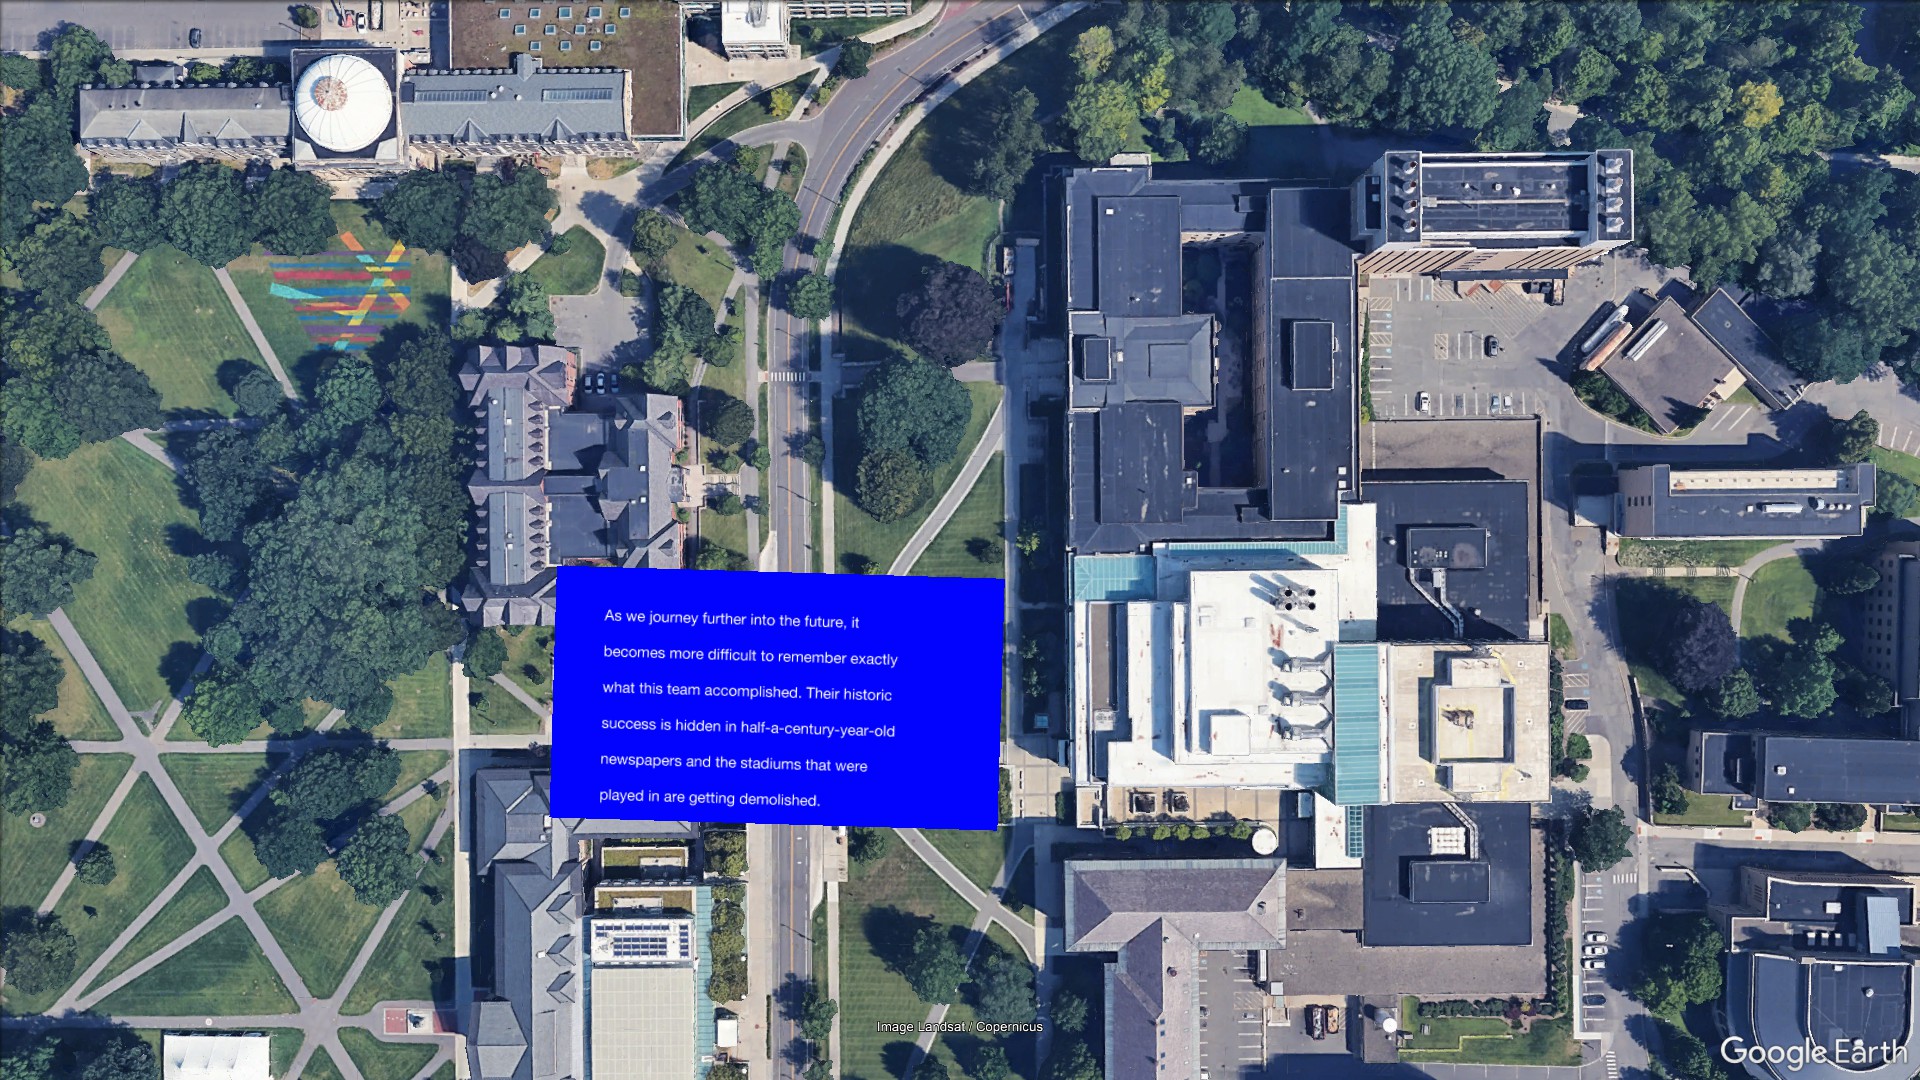 As we journey further into the future, it
becomes more difficult to remember exactly
what this team accomplished. Their historic
success is hidden in half-a-century-year-old
newspapers and the stadiums that were
played in are getting demolished.
Image Landsat / Copernicus
Google Earth